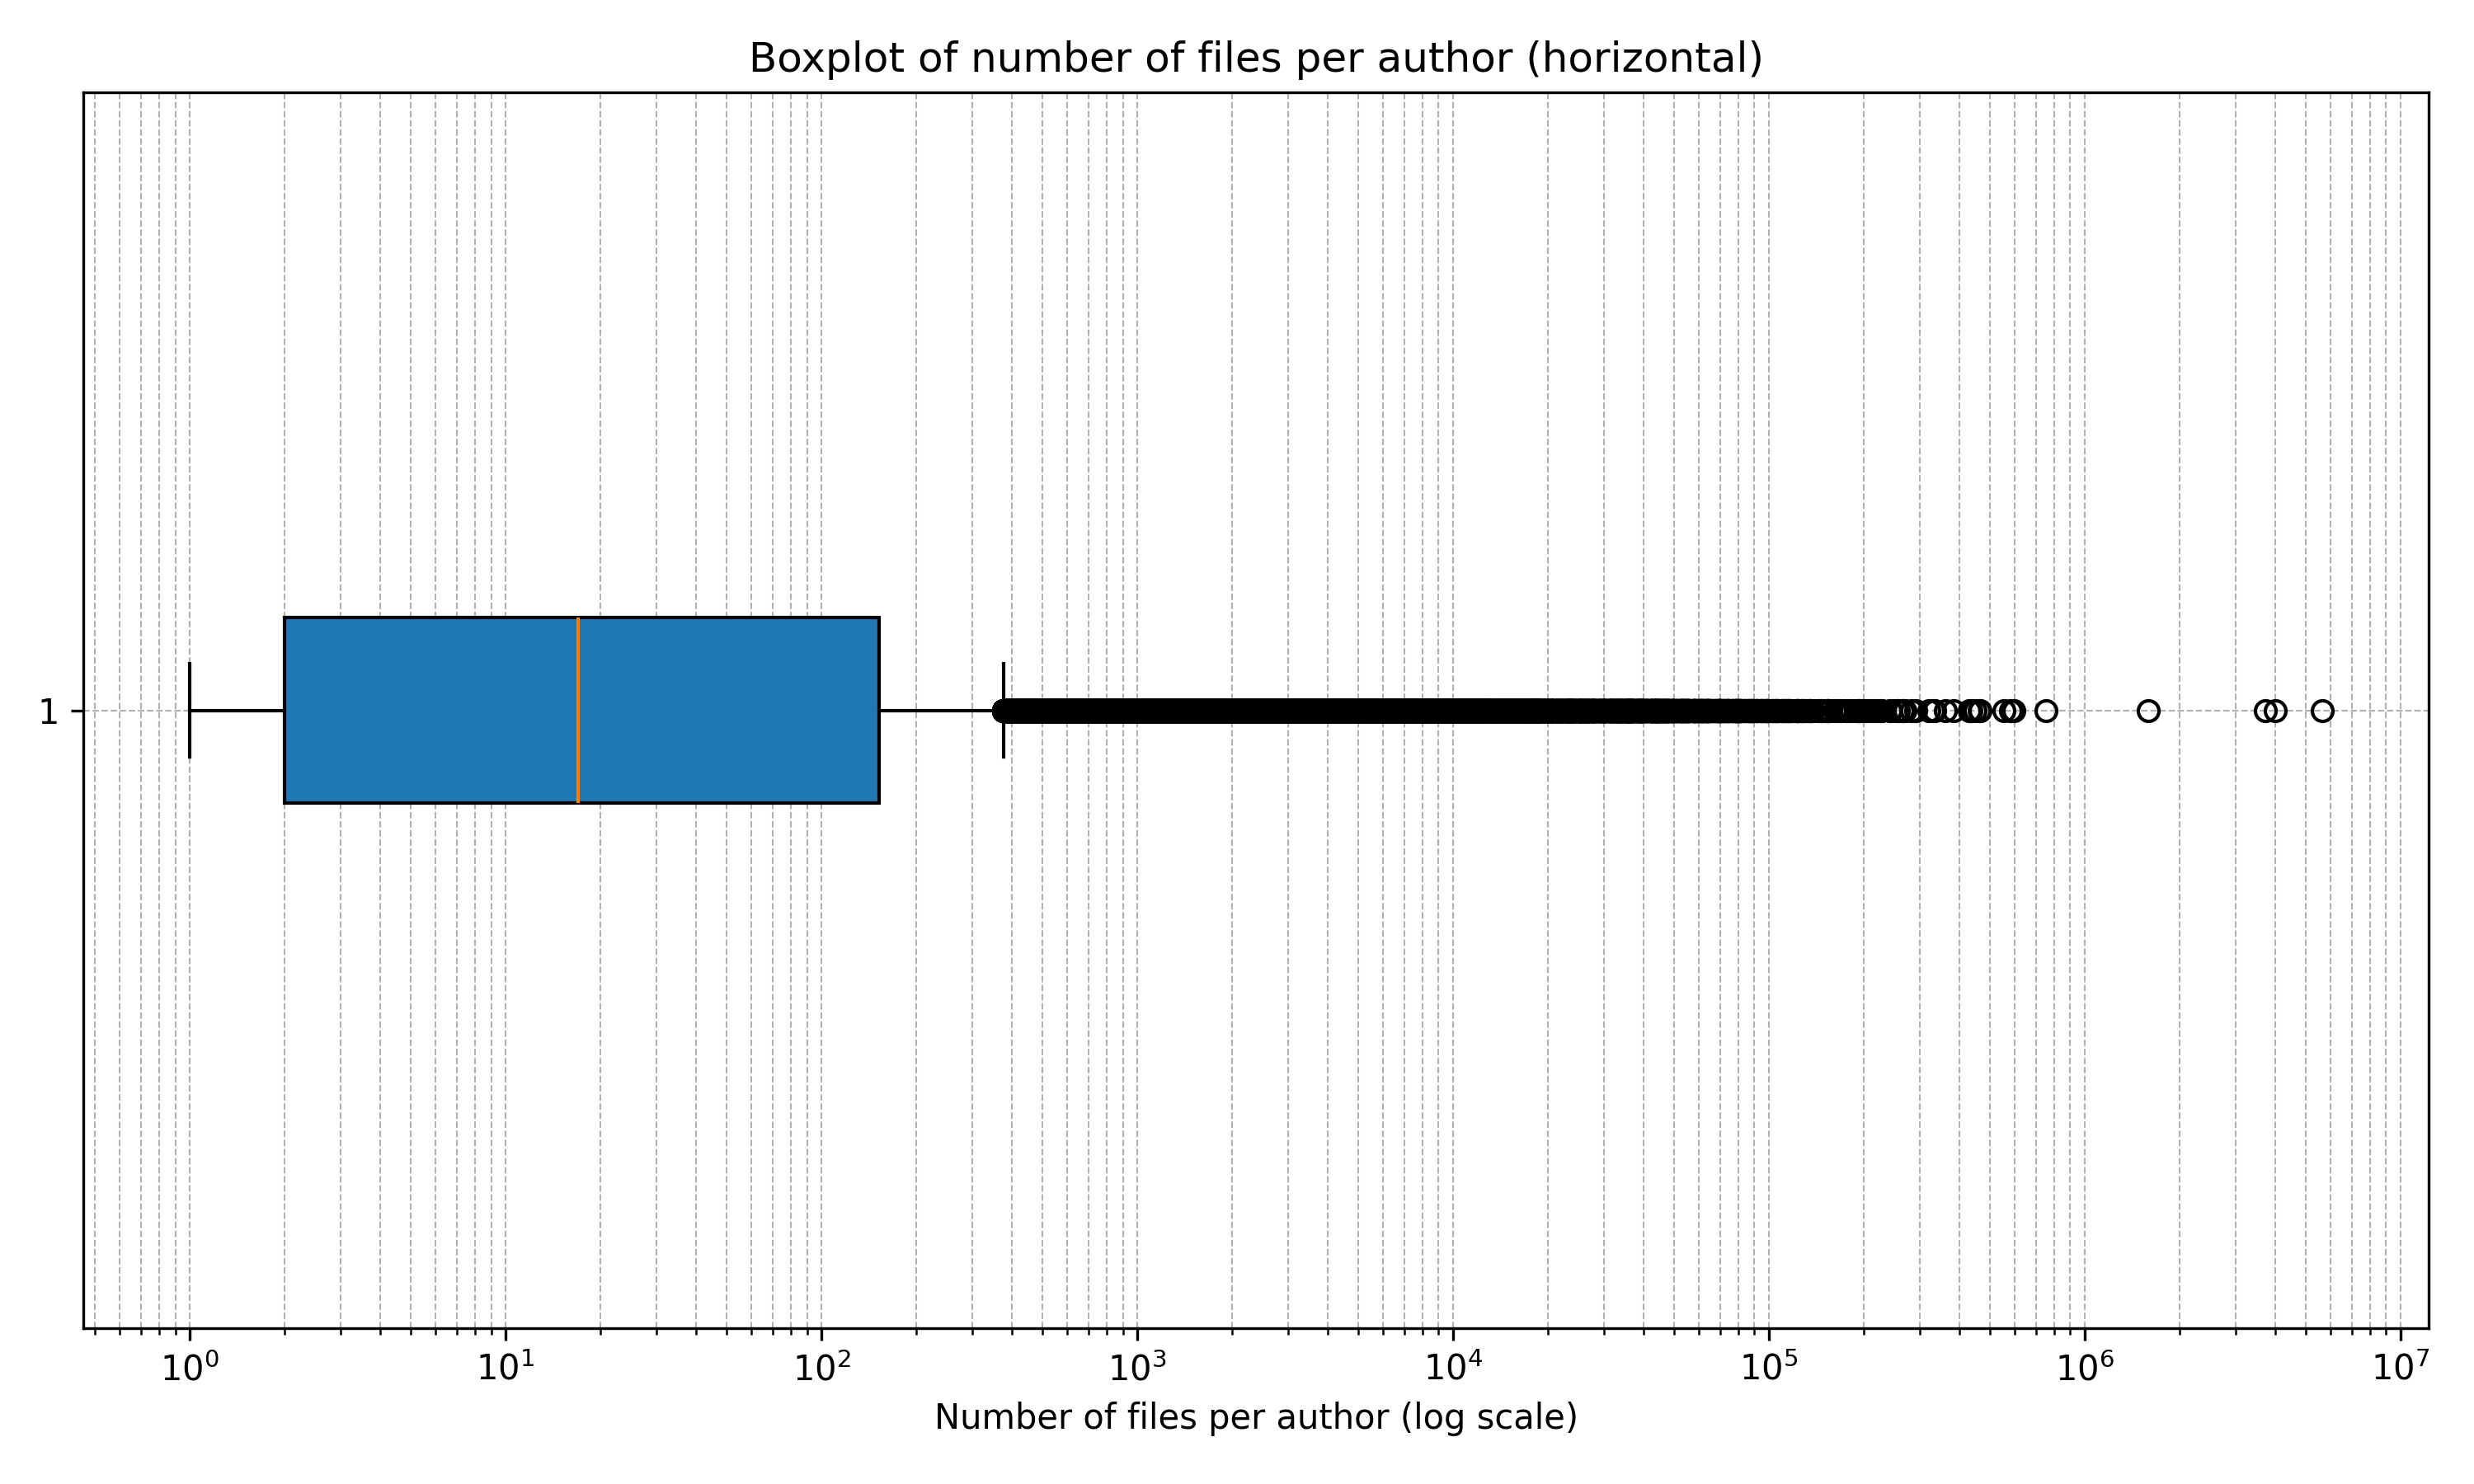 Boxplot of number of files per author (horizontal)
1
10⁰ 10¹ 10² 10³ 10⁴ 10⁵ 10⁶ 10⁷
Number of files per author (log scale)